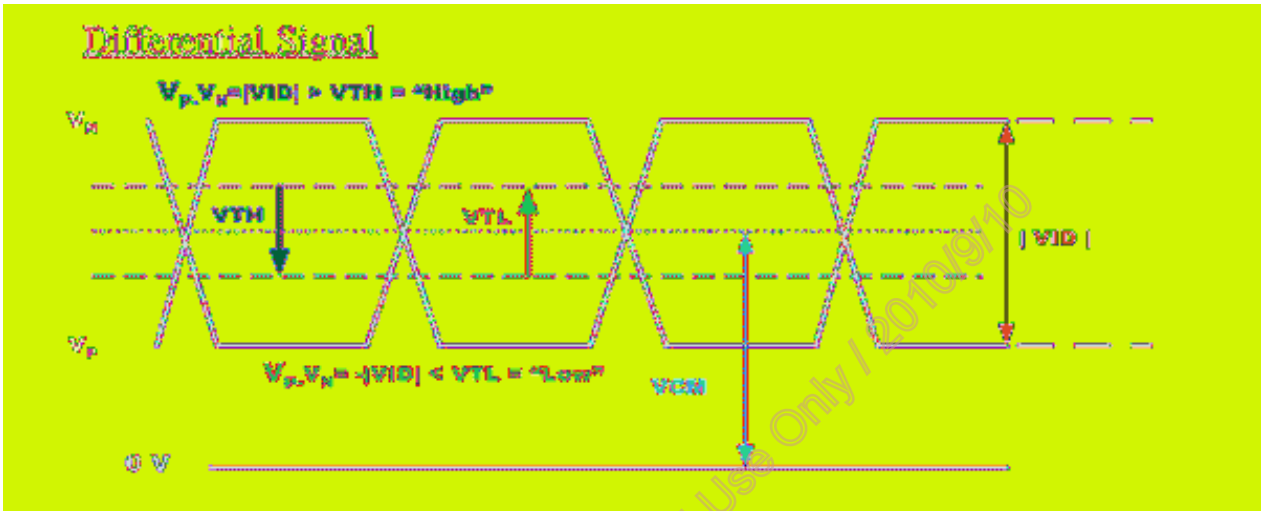 Differential Signal
Vp-VN=|VID| > VTH = "High"
VN
VTH
VTL
| VID |
Vp
Vp-VN= -|VID| < VTL = "Low"
VCM
0 V
Use Only / 2010/9/10